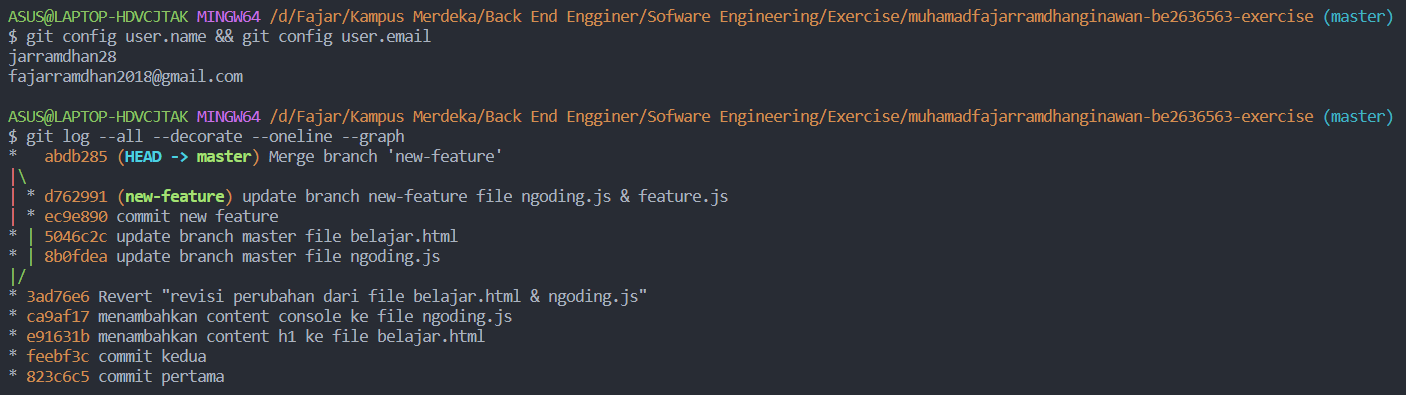 ASUS@LAPTOP-HDVCJTAK MINGW64 /d/Fajar/Kampus Merdeka/Back End Engginer/Sofware Engineering/Exercise/muhamadfajarramdhanginawan-be2636563-exercise (master)
$ git config user.name && git config user.email
jarramdhan28
fajarramdhan2018@gmail.com
ASUS@LAPTOP-HDVCJTAK MINGW64 /d/Fajar/Kampus Merdeka/Back End Engginer/Sofware Engineering/Exercise/muhamadfajarramdhanginawan-be2636563-exercise (master)
$ git log --all --decorate --oneline --graph
*   abdb285 (HEAD -> master) Merge branch 'new-feature'
|\
| * d762991 (new-feature) update branch new-feature file ngoding.js & feature.js
| * ec9e890 commit new feature
* | 5046c2c update branch master file belajar.html
* | 8b0fdea update branch master file ngoding.js
|/
* 3ad76e6 Revert "revisi perubahan dari file belajar.html & ngoding.js"
* ca9af17 menambahkan content console ke file ngoding.js
* e91631b menambahkan content h1 ke file belajar.html
* feebf3c commit kedua
* 823c6c5 commit pertama